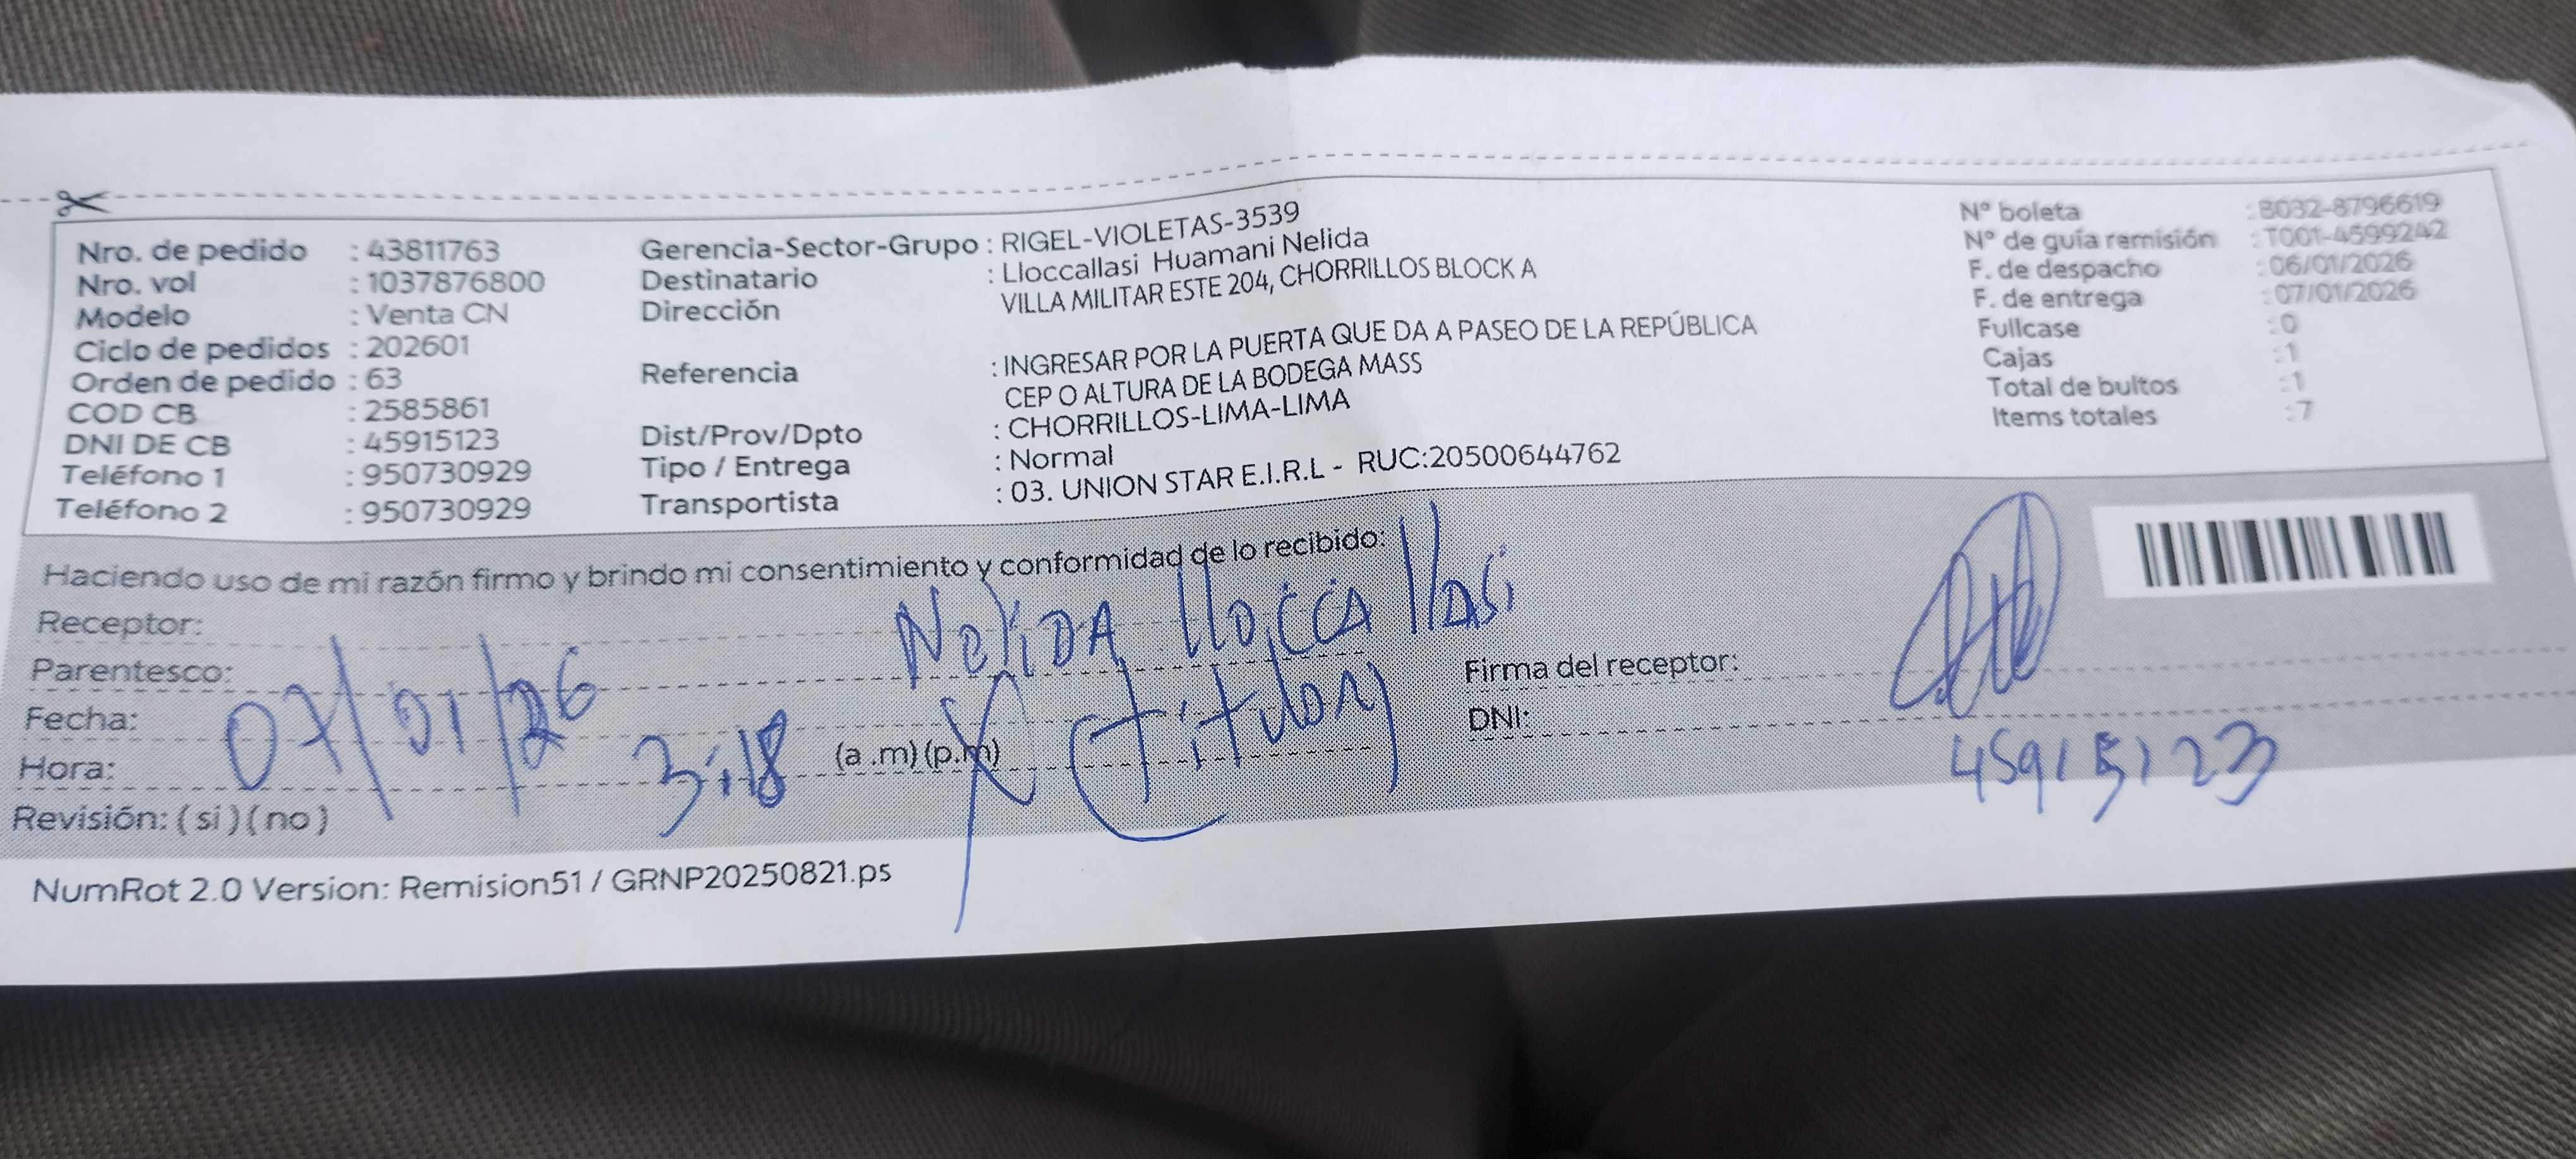 Nro. de pedido : 43811763
Nro. vol : 1037876800
Modelo : Venta CN
Ciclo de pedidos : 202601
Orden de pedido : 63
COD CB : 2585861
DNI DE CB : 45915123
Teléfono 1 : 950730929
Teléfono 2 : 950730929
Gerencia-Sector-Grupo : RIGEL-VIOLETAS-3539
Destinatario : Lloccallasi Huamani Nelida
Dirección VILLA MILITAR ESTE 204, CHORRILLOS BLOCK A
Referencia : INGRESAR POR LA PUERTA QUE DA A PASEO DE LA REPÚBLICA
CEP O ALTURA DE LA BODEGA MASS
Dist/Prov/Dpto : CHORRILLOS-LIMA-LIMA
Tipo / Entrega : Normal
Transportista : 03. UNION STAR E.I.R.L - RUC:20500644762
N° boleta : B032-8796619
N° de guía remisión : T001-4599242
F. de despacho : 06/01/2026
F. de entrega : 07/01/2026
Fullcase : 0
Cajas : 1
Total de bultos : 1
Items totales : 7
Haciendo uso de mi razón firmo y brindo mi consentimiento y conformidad de lo recibido:
Receptor: Nelida lloccallasi
Parentesco: (titular)
Fecha: 07/01/26
Hora: 3:18 (a .m) (p.m)
Revisión: ( si ) ( no )
Firma del receptor:
DNI: 45915123
NumRot 2.0 Version: Remision51 / GRNP20250821.ps